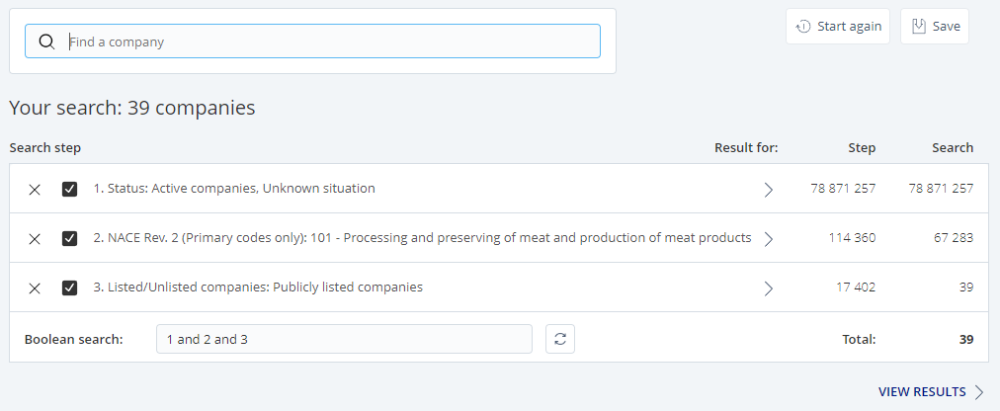 Find a company
Start again
Save
Your search: 39 companies
Search step Result for: Step Search
1. Status: Active companies, Unknown situation 78 871 257 78 871 257
2. NACE Rev. 2 (Primary codes only): 101 - Processing and preserving of meat and production of meat products 114 360 67 283
3. Listed/Unlisted companies: Publicly listed companies 17 402 39
Boolean search: 1 and 2 and 3 Total: 39
VIEW RESULTS